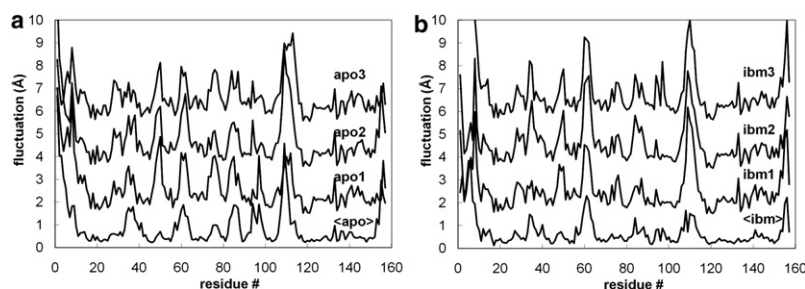 a
fluctuation (Å)
10
9
8
7
6
5
4
3
2
1
0
apo3
apo2
apo1
<apo>
0 20 40 60 80 100 120 140 160
residue #
b
fluctuation (Å)
10
9
8
7
6
5
4
3
2
1
0
ibm3
ibm2
ibm1
<ibm>
0 20 40 60 80 100 120 140 160
residue #